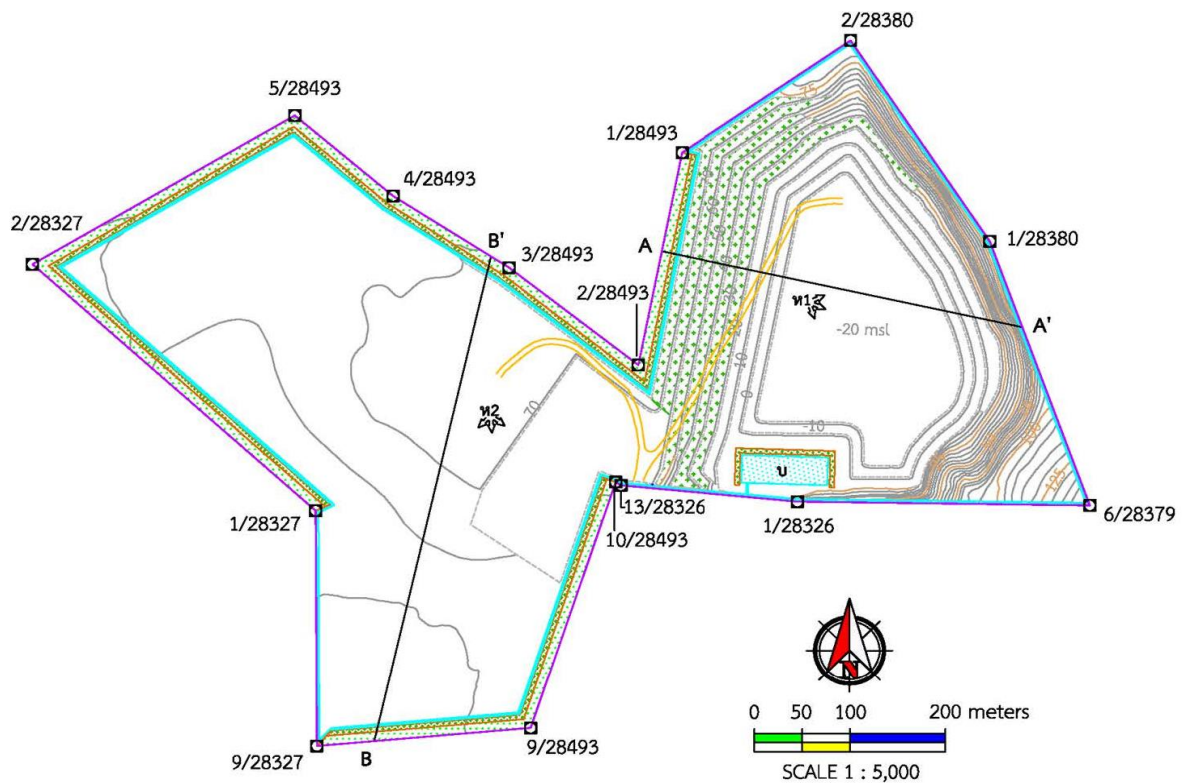 2/28380
5/28493
75
1/28493
4/28493
2/28327
B'
3/28493
1/28380
A
2/28493
ห1
A'
-20 msl
10
0
70
ห2
-10
บ
1/28327
13/28326
10/28493
1/28326
6/28379
N
0 50 100 200 meters
SCALE 1 : 5,000
9/28327
B
9/28493